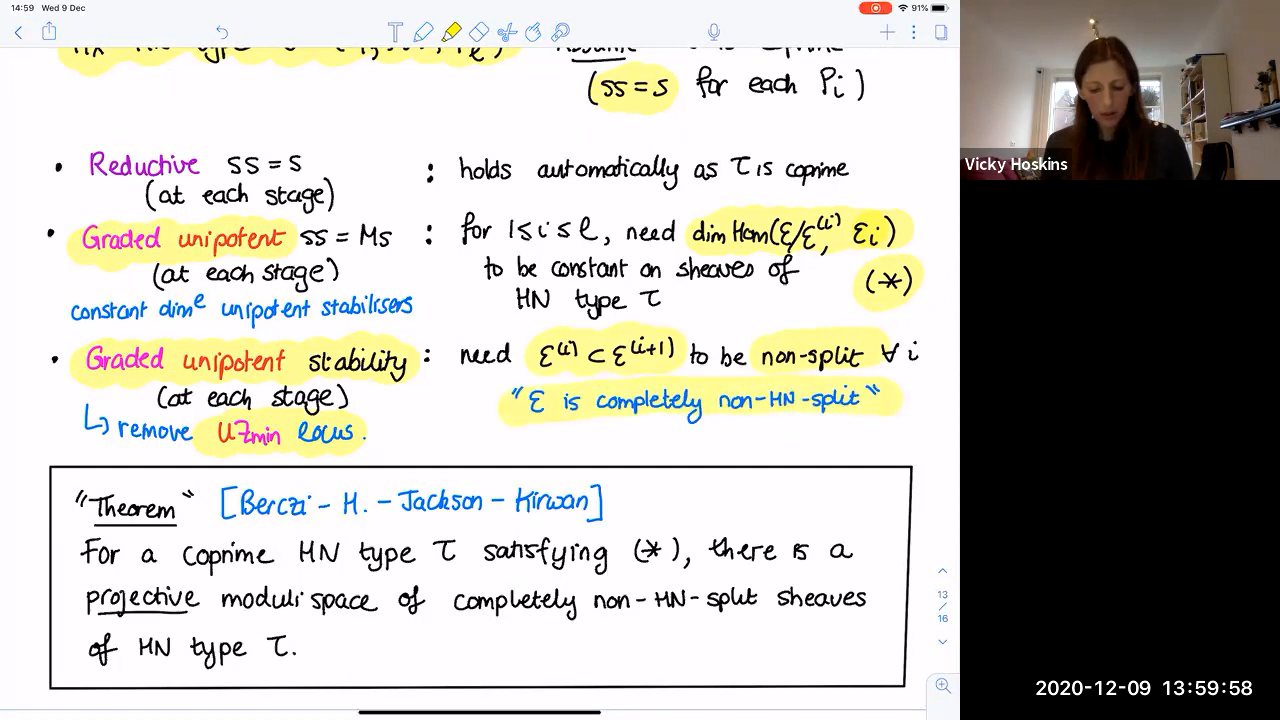 14:59 Wed 9 Dec
91%
Assume
(ss=s for each Pi)
• Reductive ss = s : holds automatically as τ is coprime
(at each stage)
• Graded unipotent ss = Ms : for 1≤i≤l, need dim Hom(ℰ/ℰ⁽ⁱ⁾, ℰi)
(at each stage) to be constant on sheaves of (*)
constant dimᵉ unipotent stabilisers HN type τ
• Graded unipotent stability : need ℰ⁽ⁱ⁾ ⊂ ℰ⁽ⁱ⁺¹⁾ to be non-split ∀ i
(at each stage) "ℰ is completely non-HN-split"
↳ remove UZmin locus.
"Theorem" [Berczi - H. - Jackson - Kirwan]
For a coprime HN type τ satisfying (*), there is a
projective moduli space of completely non-HN-split sheaves
of HN type τ.
13
/
16
Vicky Hoskins
2020-12-09 13:59:58